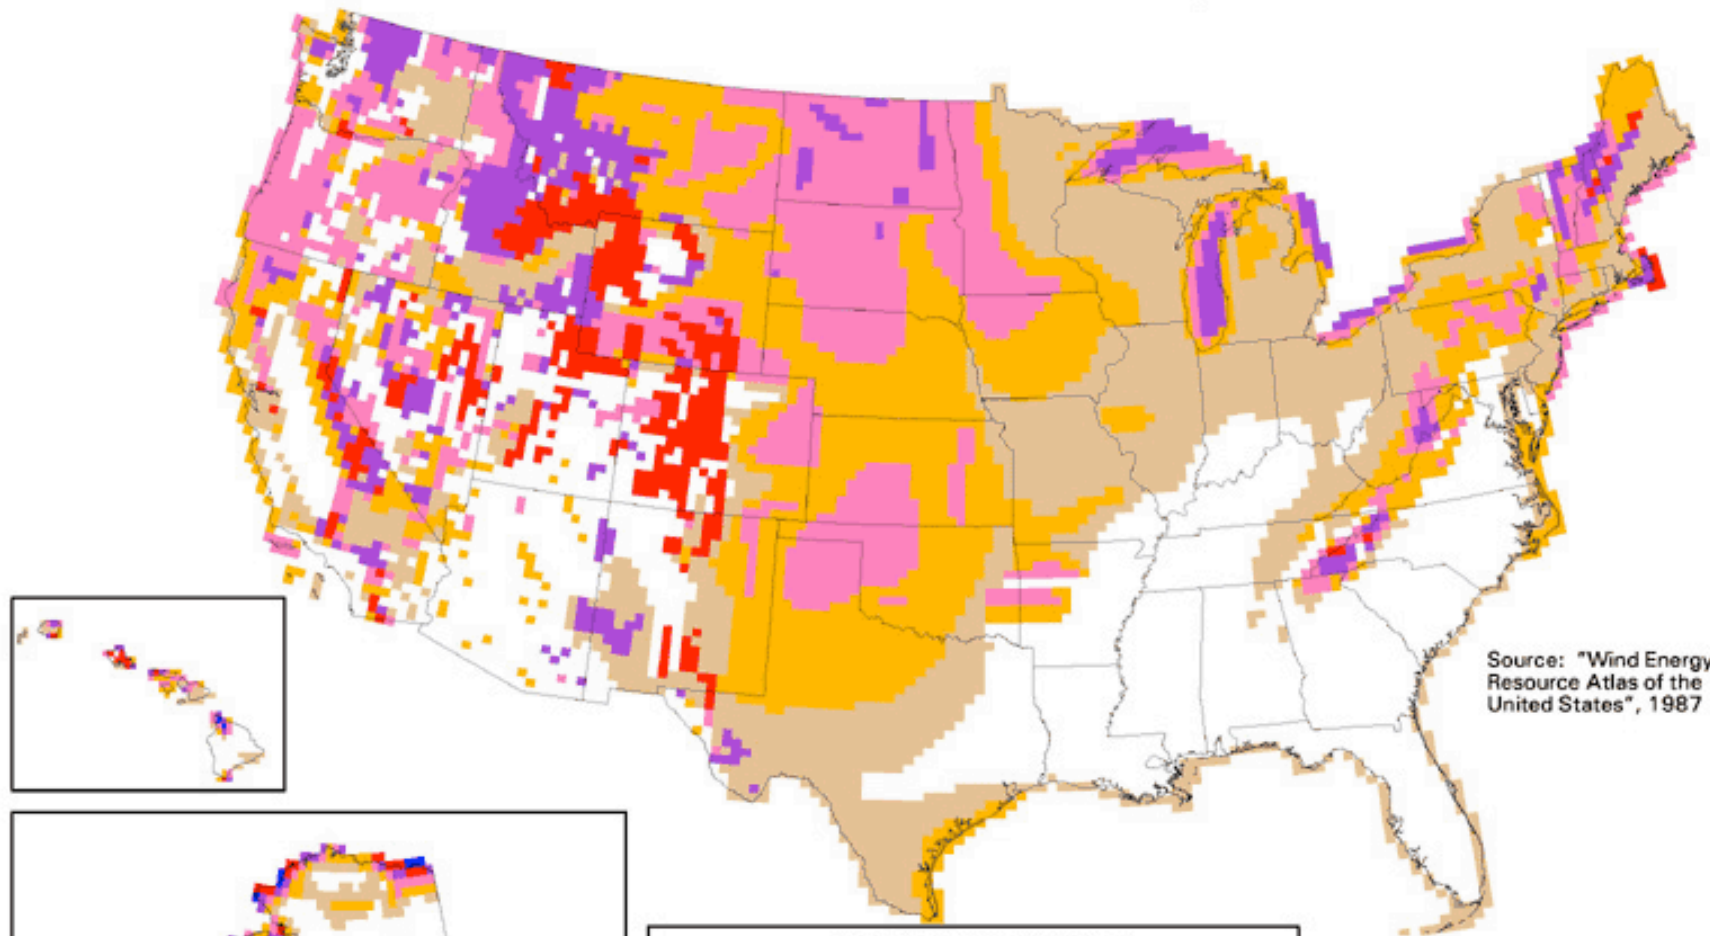 Source: "Wind Energy
Resource Atlas of the
United States", 1987